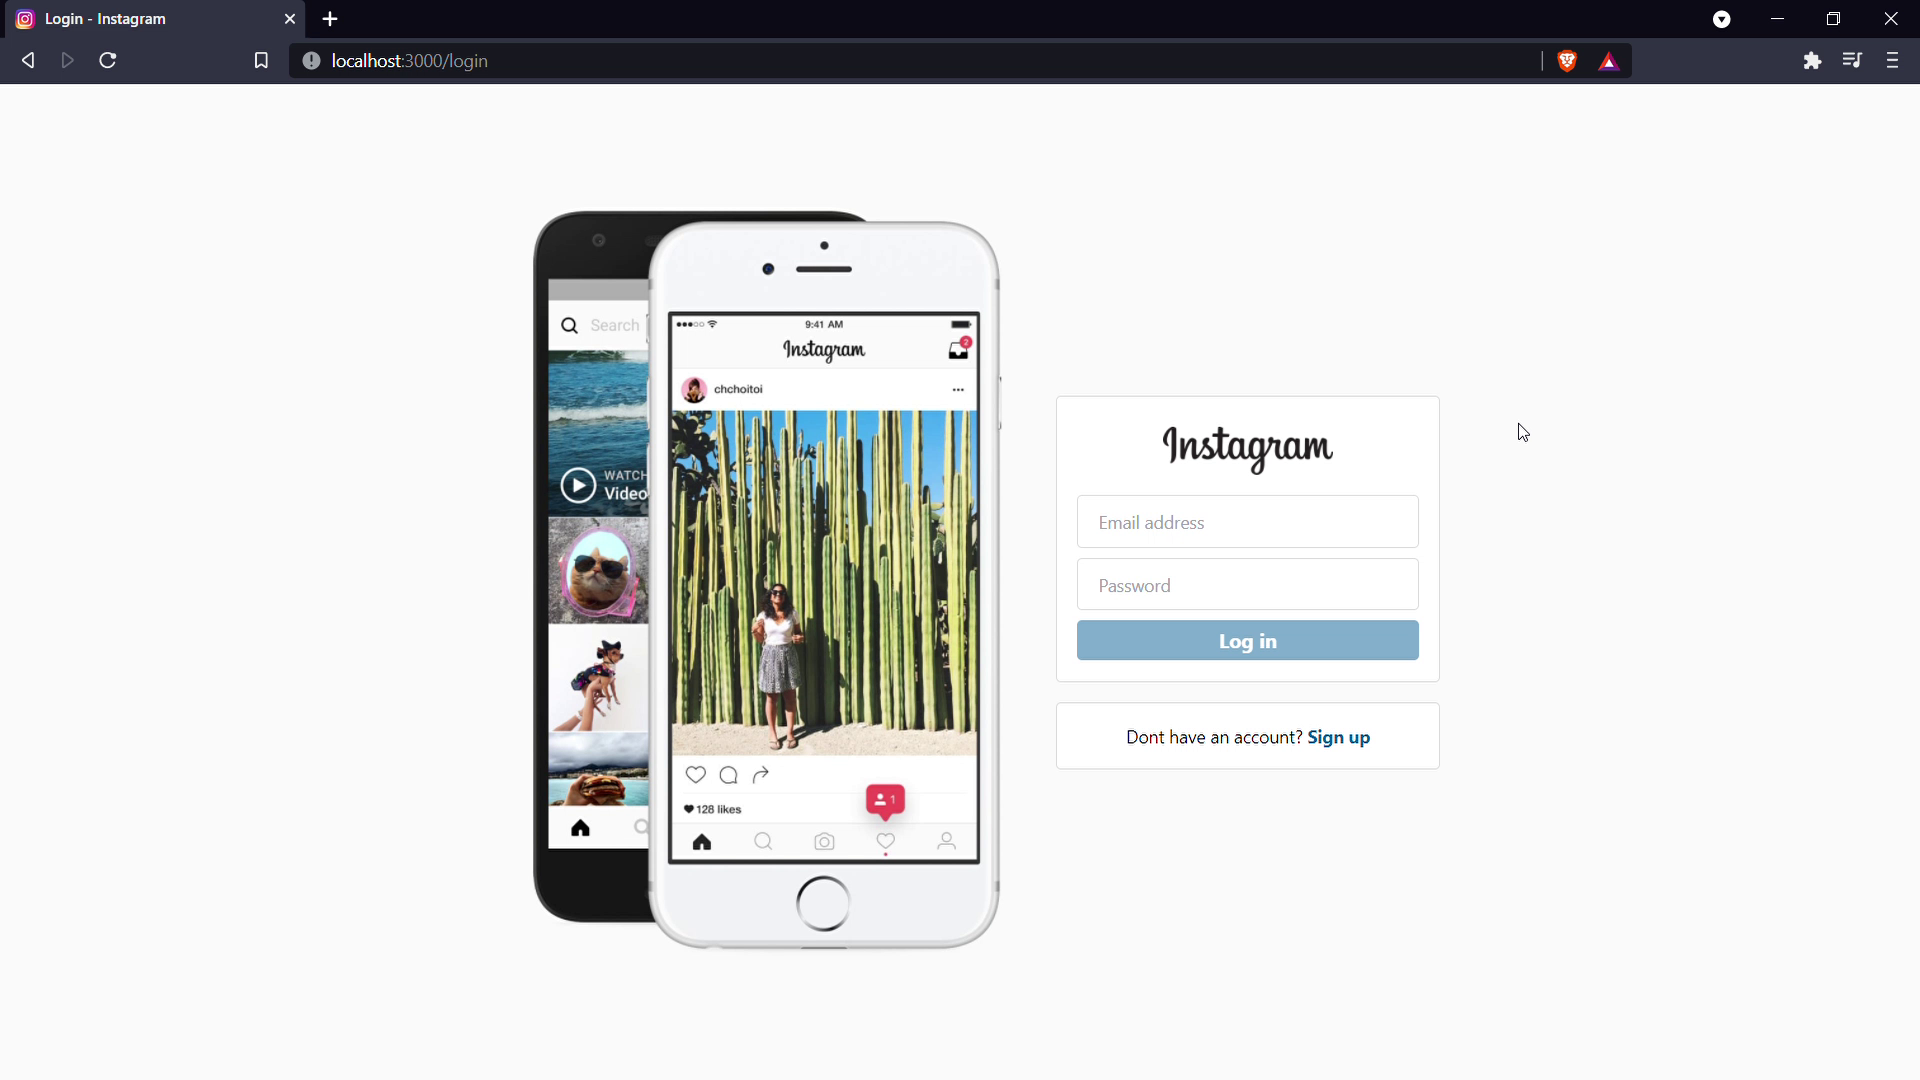 Login - Instagram
localhost:3000/login
Search
WATCH
Video
9:41 AM
Instagram
2
chchoitoi
128 likes
1
Instagram
Email address
Password
Log in
Dont have an account? Sign up